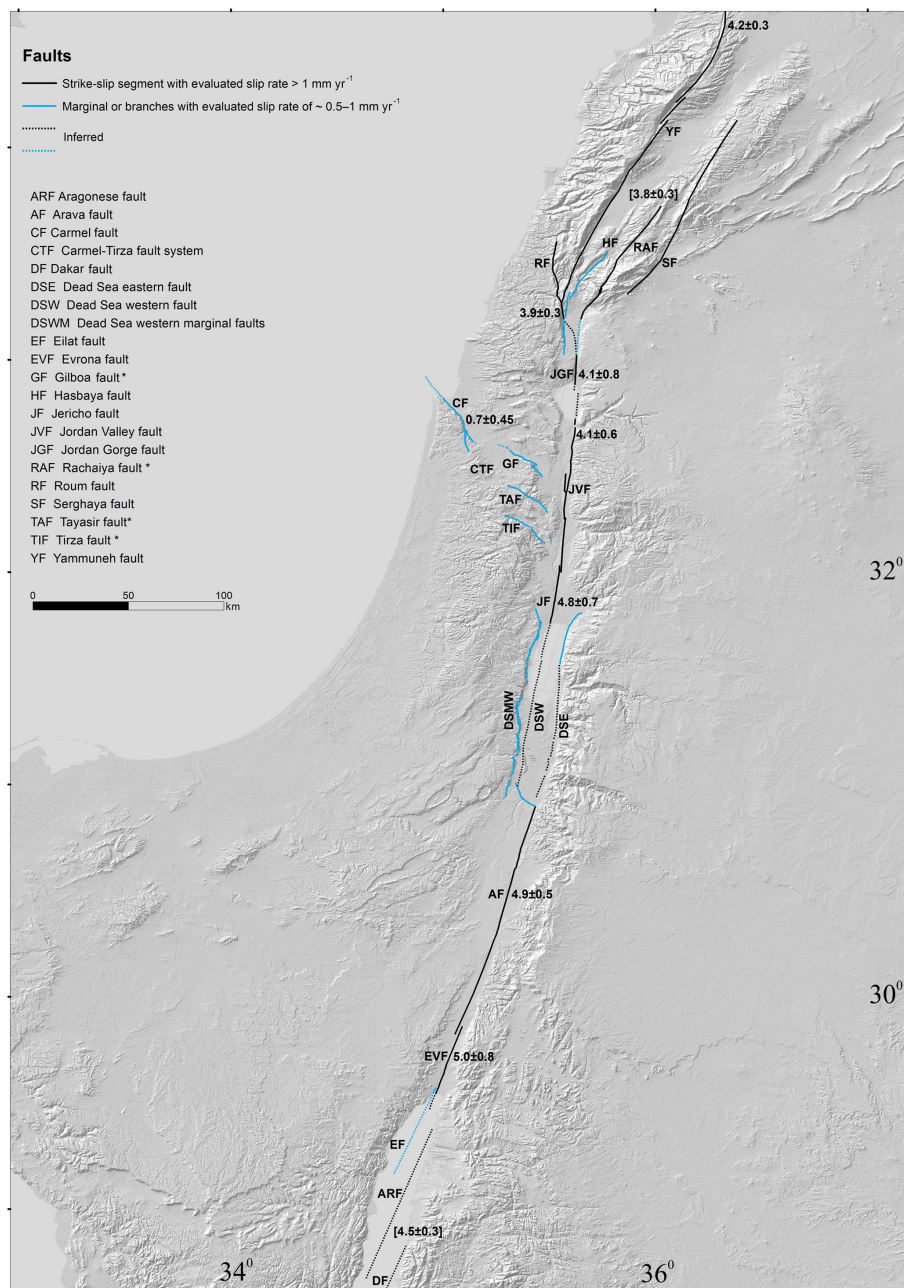 Faults
Strike-slip segment with evaluated slip rate > 1 mm yr⁻¹
Marginal or branches with evaluated slip rate of ~ 0.5–1 mm yr⁻¹
Inferred
ARF Aragonese fault
AF Arava fault
CF Carmel fault
CTF Carmel-Tirza fault system
DF Dakar fault
DSE Dead Sea eastern fault
DSW Dead Sea western fault
DSWM Dead Sea western marginal faults
EF Eilat fault
EVF Evrona fault
GF Gilboa fault*
HF Hasbaya fault
JF Jericho fault
JVF Jordan Valley fault
JGF Jordan Gorge fault
RAF Rachaiya fault *
RF Roum fault
SF Serghaya fault
TAF Tayasir fault*
TIF Tirza fault *
YF Yammuneh fault
0 50 100
km
4.2±0.3
YF
[3.8±0.3]
HF
RAF
RF
SF
3.9±0.3
JGF 4.1±0.8
CF
0.7±0.45
4.1±0.6
GF
CTF
JVF
TAF
TIF
32⁰
JF 4.8±0.7
DSMW
DSW
DSE
AF 4.9±0.5
30⁰
EVF 5.0±0.8
EF
ARF
[4.5±0.3]
34⁰
36⁰
DF